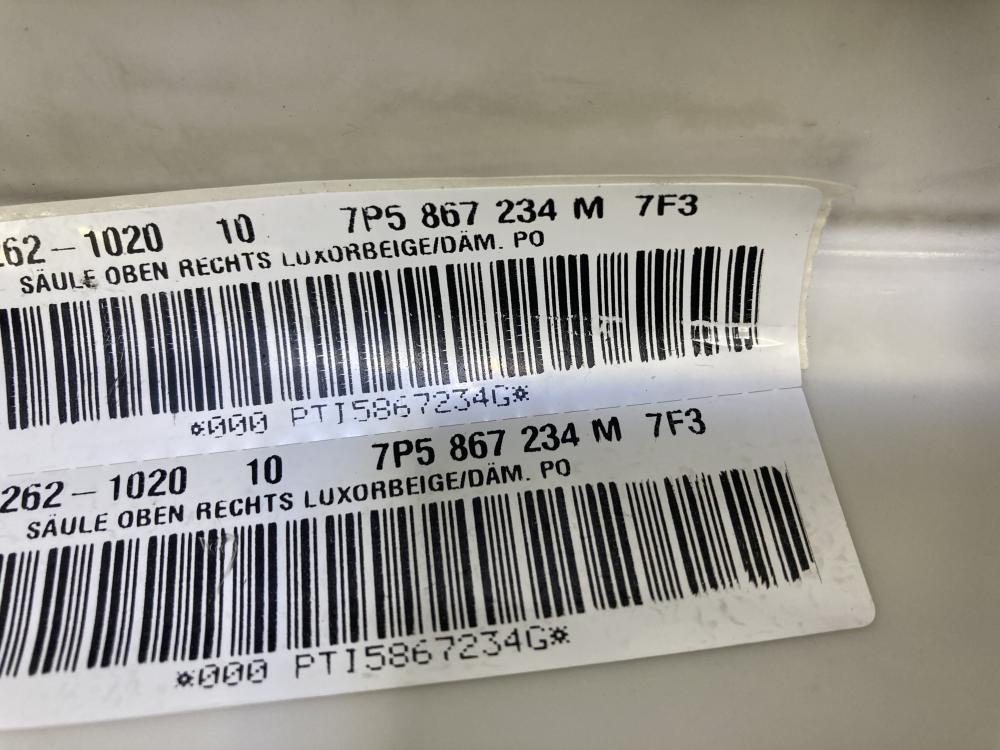 262-1020 10 7P5 867 234 M 7F3
SÄULE OBEN RECHTS LUXORBEIGE/DÄM. PO
*000 PTI5867234G*
262-1020 10 7P5 867 234 M 7F3
SÄULE OBEN RECHTS LUXORBEIGE/DÄM. PO
*000 PTI5867234G*